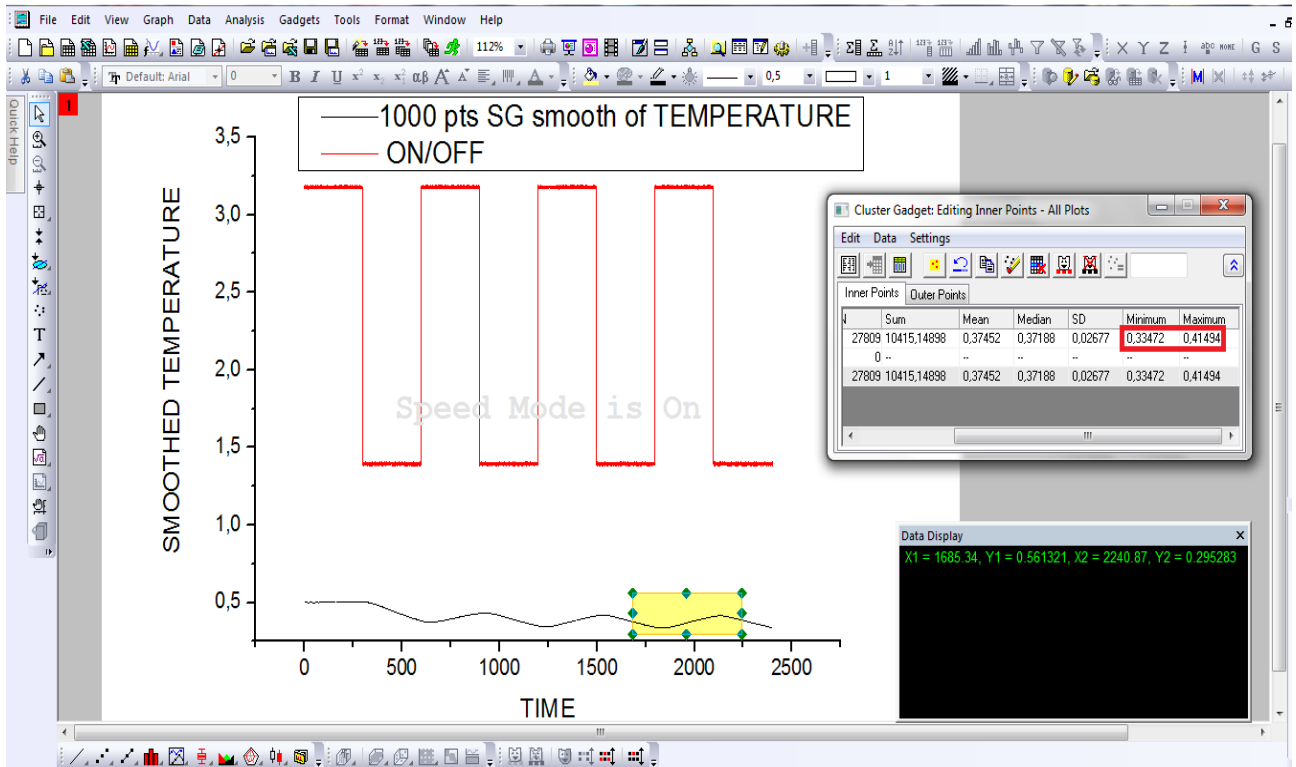 File Edit View Graph Data Analysis Gadgets Tools Format Window Help
112%
Default: Arial 0 B I U x² x₂ αβ A A A 0,5 1
X Y Z
G S
M
Quick Help
T
1
1000 pts SG smooth of TEMPERATURE
ON/OFF
SMOOTHED TEMPERATURE
3,5
3,0
2,5
2,0
1,5
1,0
0,5
Speed Mode is On
0 500 1000 1500 2000 2500
TIME
Cluster Gadget: Editing Inner Points - All Plots
Edit Data Settings
Inner Points Outer Points
Sum Mean Median SD Minimum Maximum
27809 10415,14898 0,37452 0,37188 0,02677 0,33472 0,41494
0 -- -- -- -- -- --
27809 10415,14898 0,37452 0,37188 0,02677 0,33472 0,41494
Data Display X
X1 = 1685.34, Y1 = 0.561321, X2 = 2240.87, Y2 = 0.295283